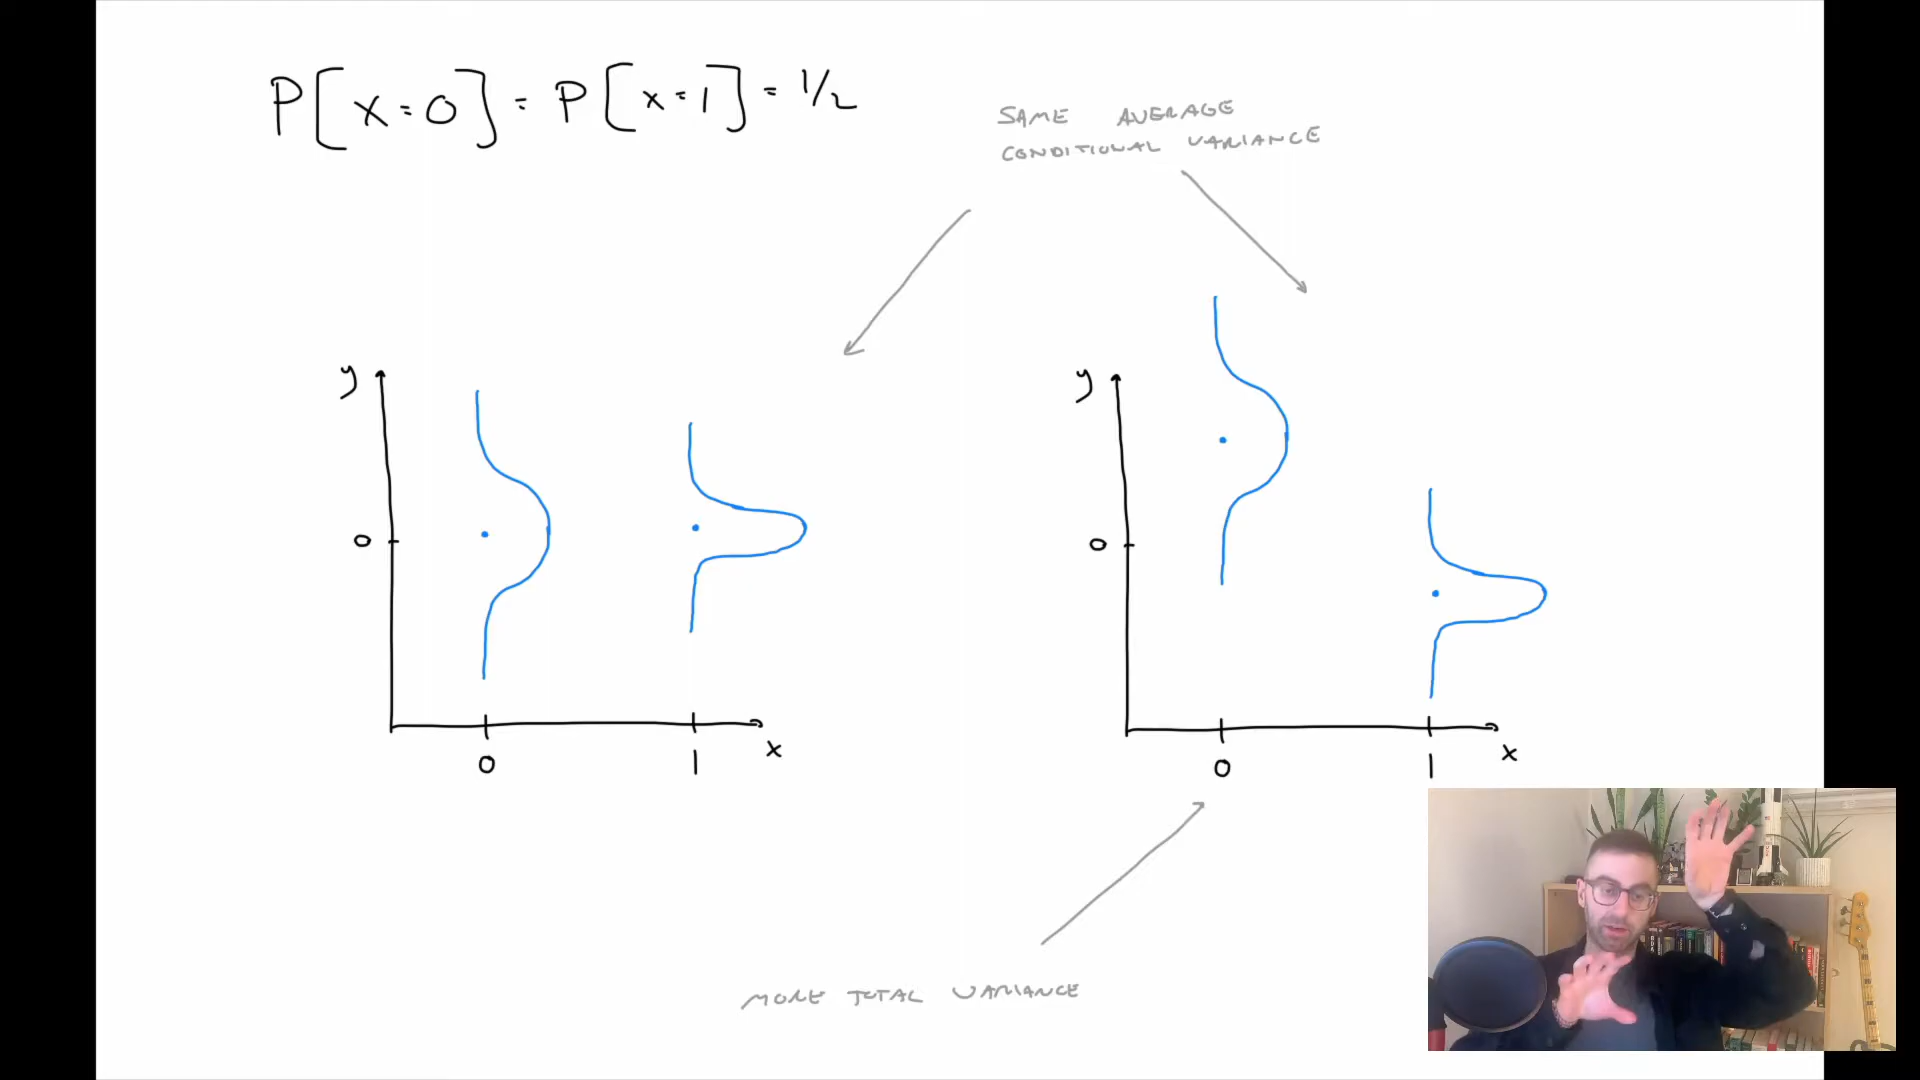 P[x=0] = P[x=1] = 1/2
SAME AVERAGE
CONDITIONAL VARIANCE
y
0
0
1
x
y
0
0
1
x
MORE TOTAL VARIANCE